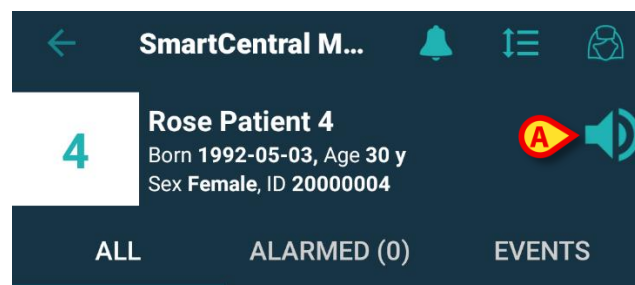 SmartCentral M...
4
Rose Patient 4
Born 1992-05-03, Age 30 y
Sex Female, ID 20000004
A
ALL ALARMED (0) EVENTS